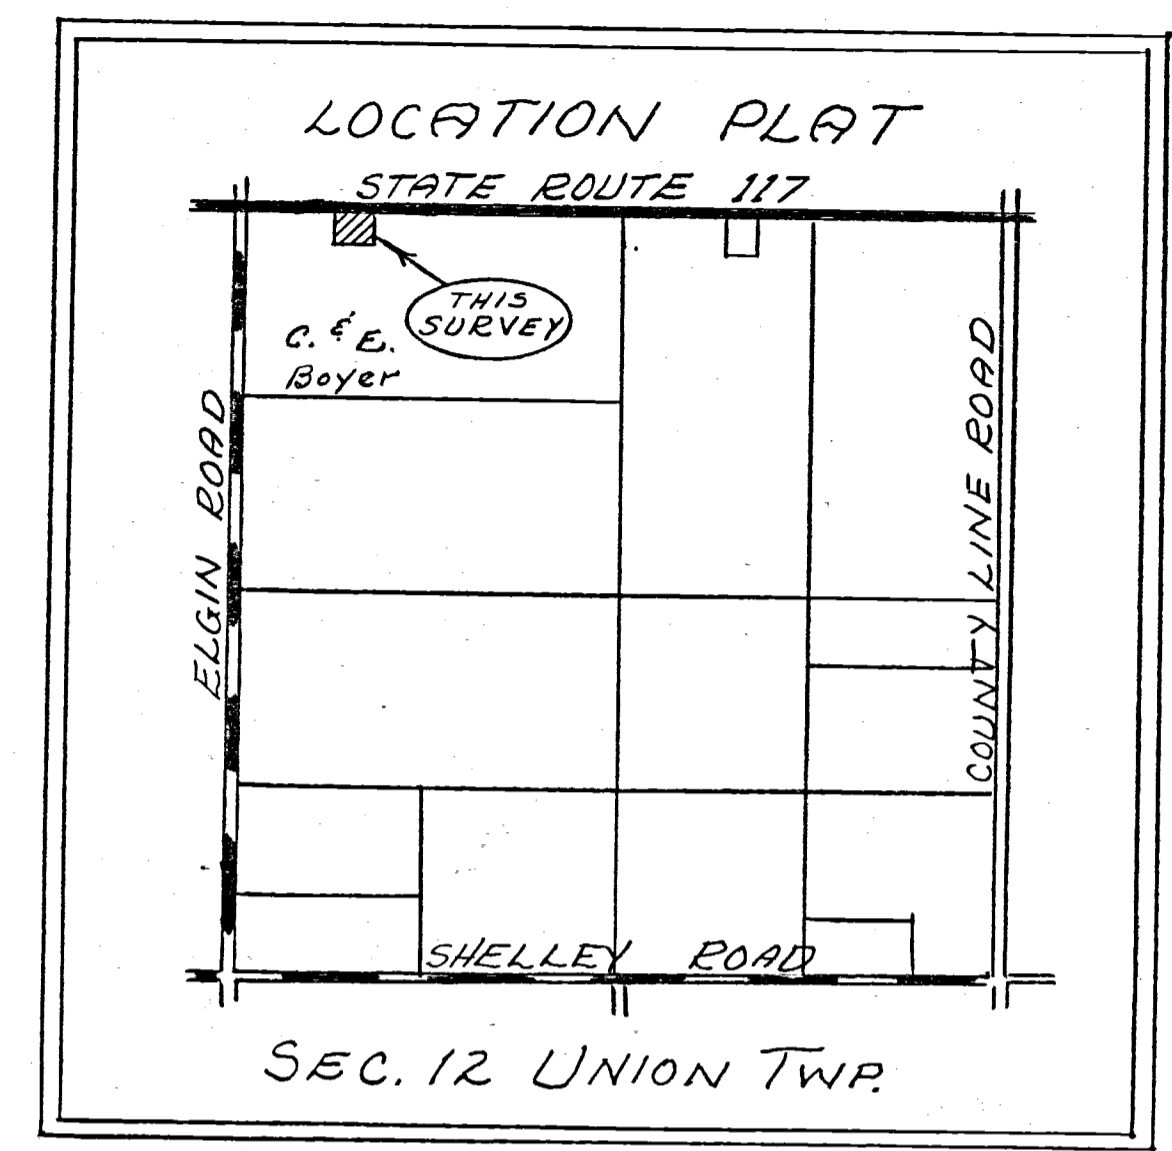 LOCATION PLAT
STATE ROUTE 117
THIS
SURVEY
C. & E.
Boyer
ELGIN ROAD
COUNTY LINE ROAD
SHELLEY ROAD
SEC. 12 UNION TWP.